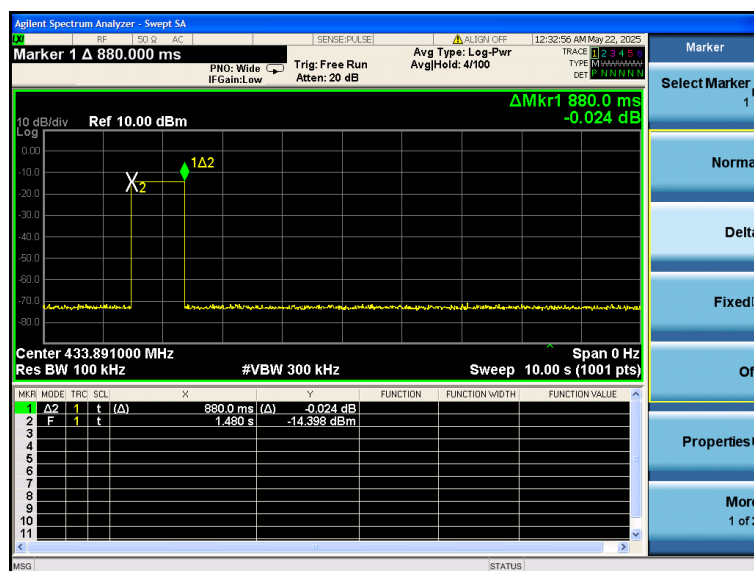 Agilent Spectrum Analyzer - Swept SA
LXI RF 50 Ω AC SENSE:PULSE ALIGN OFF 12:32:56 AM May 22, 2025
Marker 1 Δ 880.000 ms
PNO: Wide
IFGain:Low
Trig: Free Run
Atten: 20 dB
Avg Type: Log-Pwr
Avg|Hold: 4/100
TRACE 1 2 3 4 5 6
TYPE M
DET P N N N N N
Marker
Select Marker
1
Normal
Delta
Fixed
Off
Properties
More
1 of 2
ΔMkr1 880.0 ms
-0.024 dB
10 dB/div Ref 10.00 dBm
Log
0.00
-10.0
-20.0
-30.0
-40.0
-50.0
-60.0
-70.0
-80.0
1Δ2
2
Center 433.891000 MHz Span 0 Hz
Res BW 100 kHz #VBW 300 kHz Sweep 10.00 s (1001 pts)
MKR MODE TRC SCL X Y FUNCTION FUNCTION WIDTH FUNCTION VALUE
1 Δ2 1 t (Δ) 880.0 ms (Δ) -0.024 dB
2 F 1 t 1.480 s -14.398 dBm
3
4
5
6
7
8
9
10
11
MSG STATUS